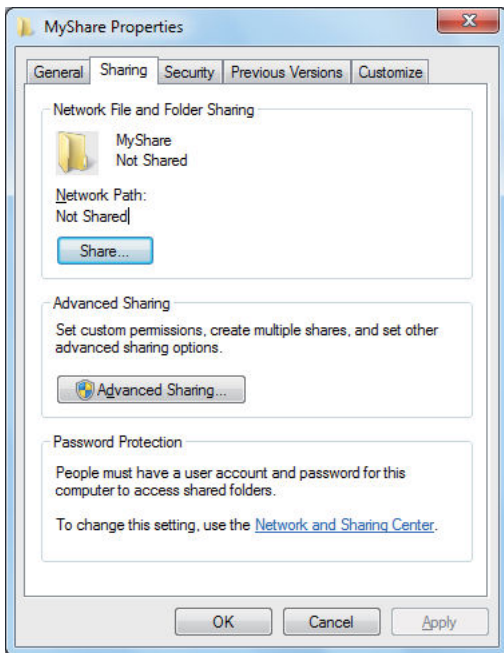 MyShare Properties
General Sharing Security Previous Versions Customize
Network File and Folder Sharing
MyShare
Not Shared
Network Path:
Not Shared
Share...
Advanced Sharing
Set custom permissions, create multiple shares, and set other
advanced sharing options.
Advanced Sharing...
Password Protection
People must have a user account and password for this
computer to access shared folders.
To change this setting, use the Network and Sharing Center.
OK Cancel Apply